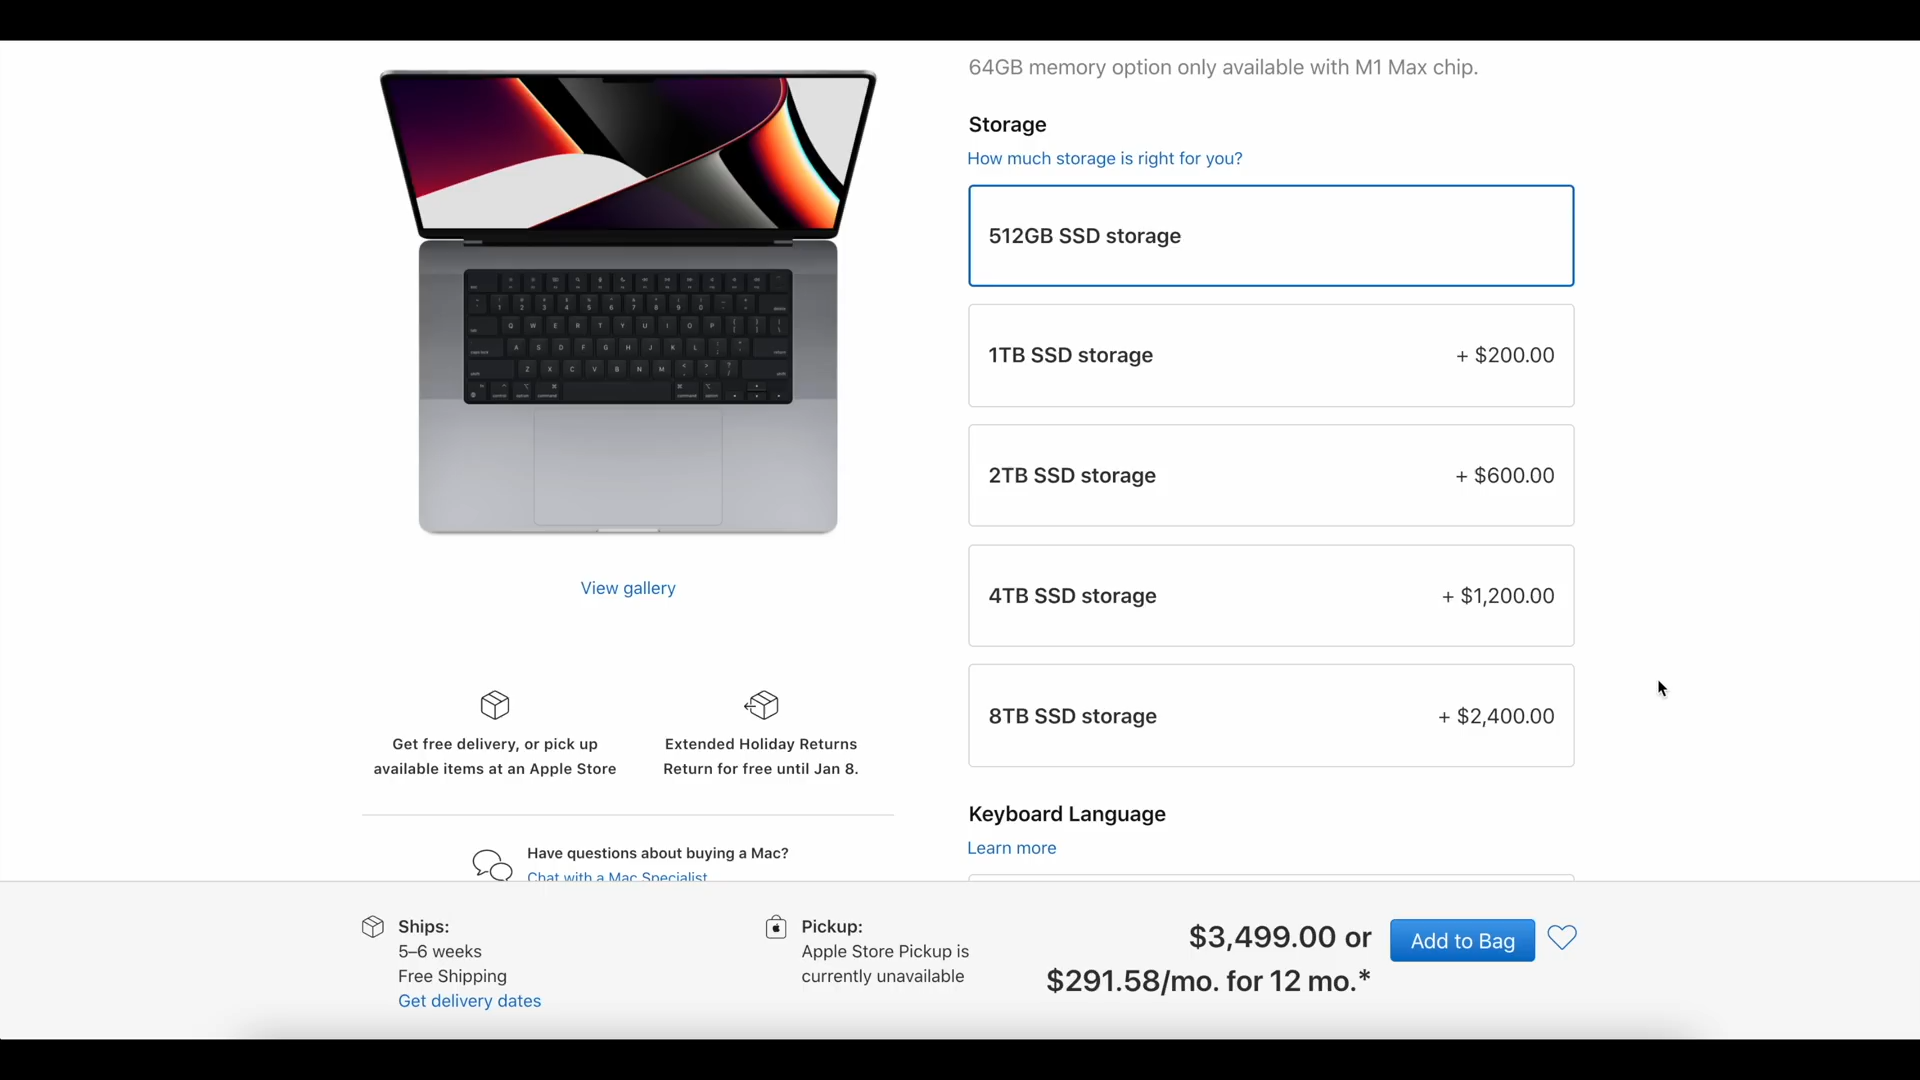 64GB memory option only available with M1 Max chip.
Storage
How much storage is right for you?
512GB SSD storage
1TB SSD storage + $200.00
2TB SSD storage + $600.00
4TB SSD storage + $1,200.00
8TB SSD storage + $2,400.00
Keyboard Language
Learn more
View gallery
Get free delivery, or pick up
available items at an Apple Store
Extended Holiday Returns
Return for free until Jan 8.
Have questions about buying a Mac?
Chat with a Mac Specialist
Ships:
5–6 weeks
Free Shipping
Get delivery dates
Pickup:
Apple Store Pickup is
currently unavailable
$3,499.00 or
$291.58/mo. for 12 mo.*
Add to Bag